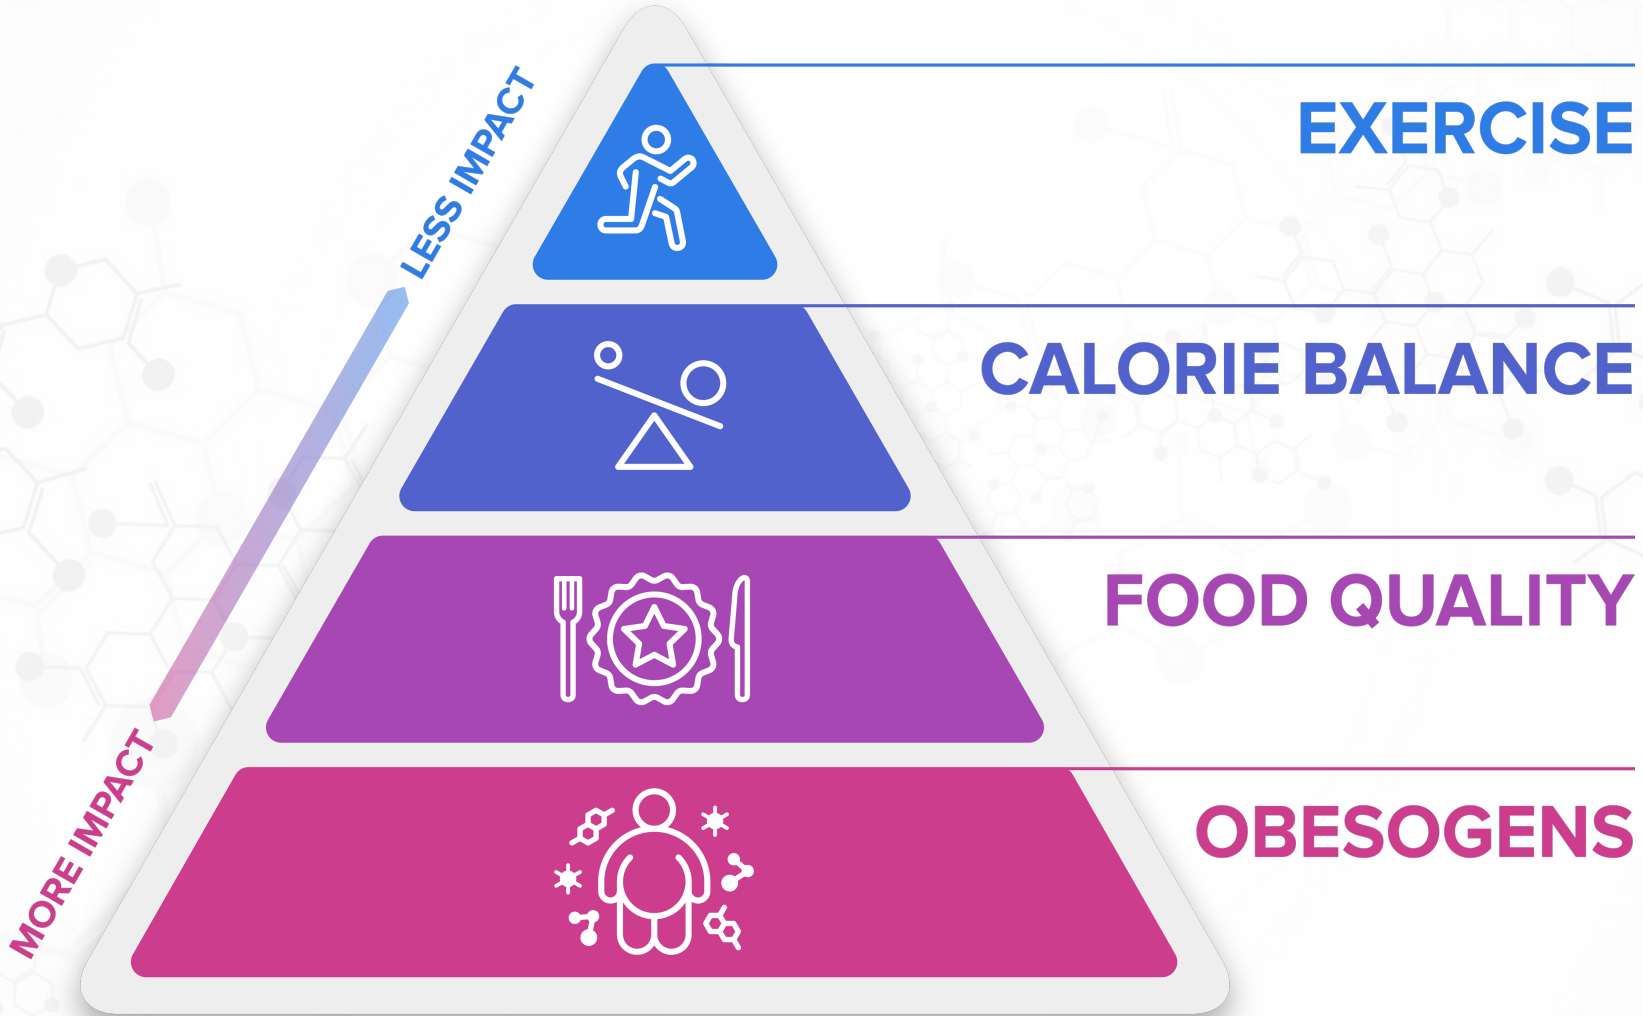 LESS IMPACT
EXERCISE
CALORIE BALANCE
FOOD QUALITY
MORE IMPACT
OBESOGENS